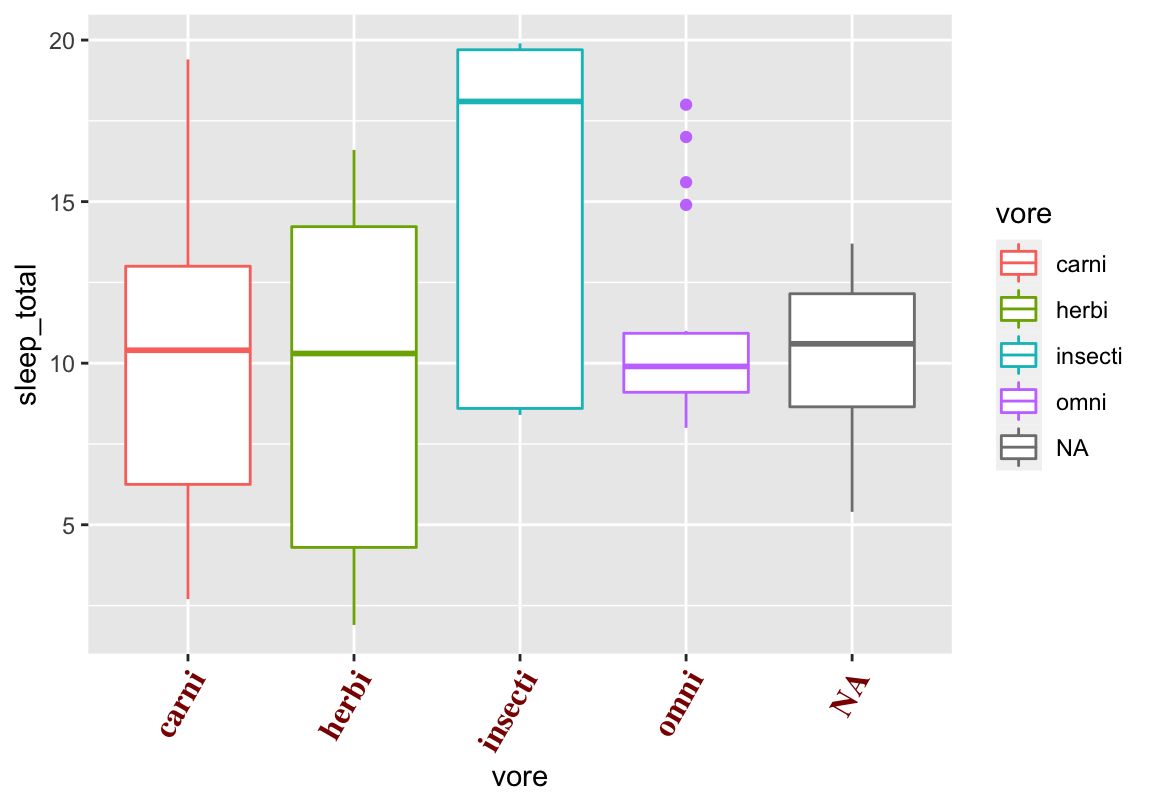 sleep_total
20
15
10
5
carni
herbi
insecti
omni
NA
vore
vore
carni
herbi
insecti
omni
NA